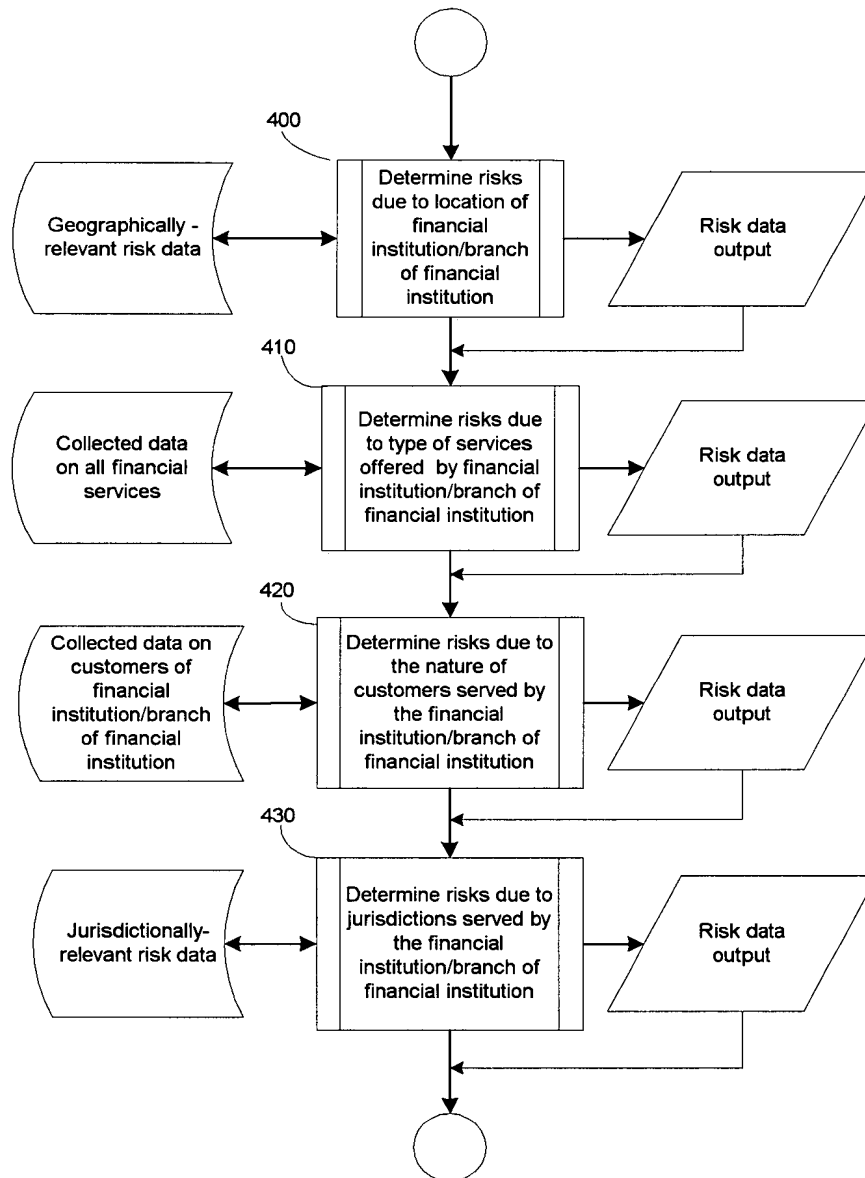 400
Geographically -
relevant risk data
Determine risks
due to location of
financial
institution/branch
of financial
institution
Risk data
output
410
Collected data
on all financial
services
Determine risks due
to type of services
offered by financial
institution/branch of
financial institution
Risk data
output
420
Collected data on
customers of
financial
institution/branch
of financial
institution
Determine risks due to
the nature of
customers served by
the financial
institution/branch of
financial institution
Risk data
output
430
Jurisdictionally-
relevant risk data
Determine risks due to
jurisdictions served by
the financial
institution/branch of
financial institution
Risk data
output